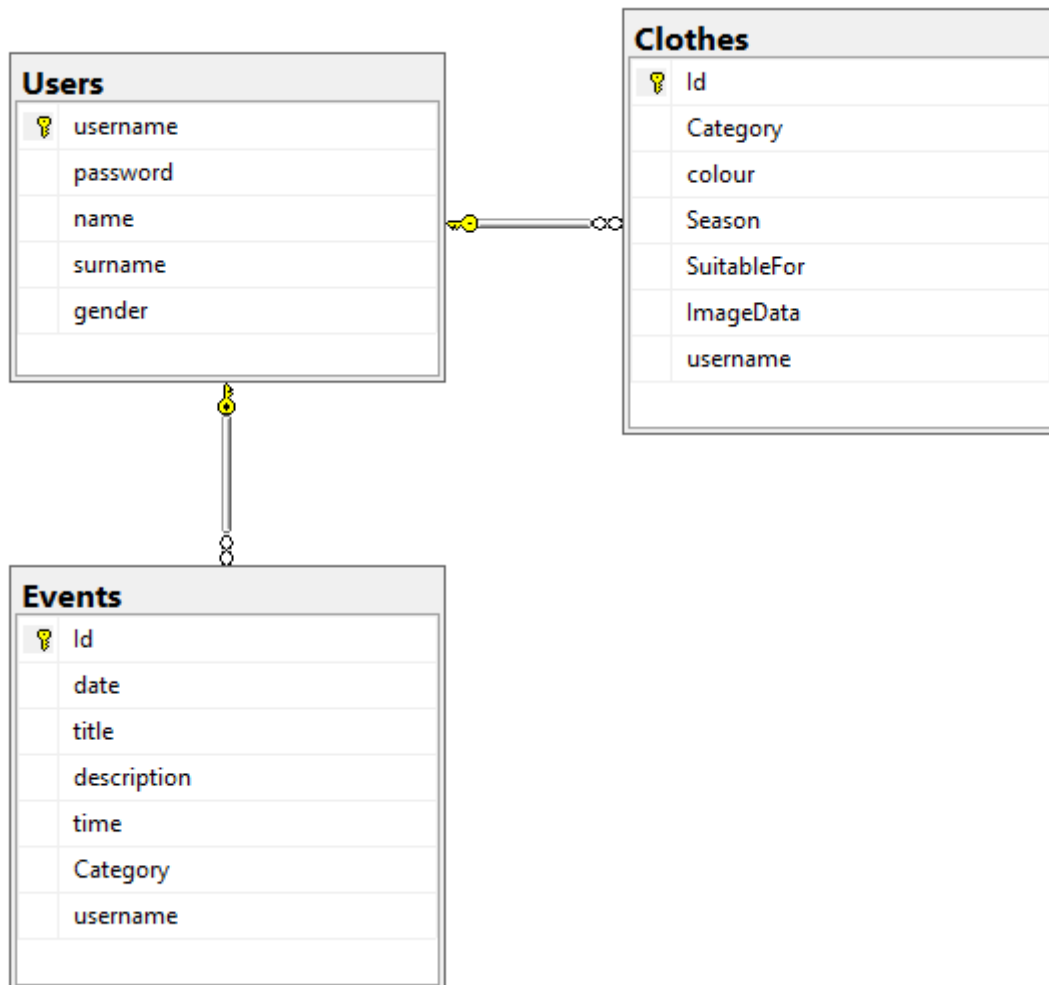 Users
username
password
name
surname
gender
Clothes
Id
Category
colour
Season
SuitableFor
ImageData
username
Events
Id
date
title
description
time
Category
username